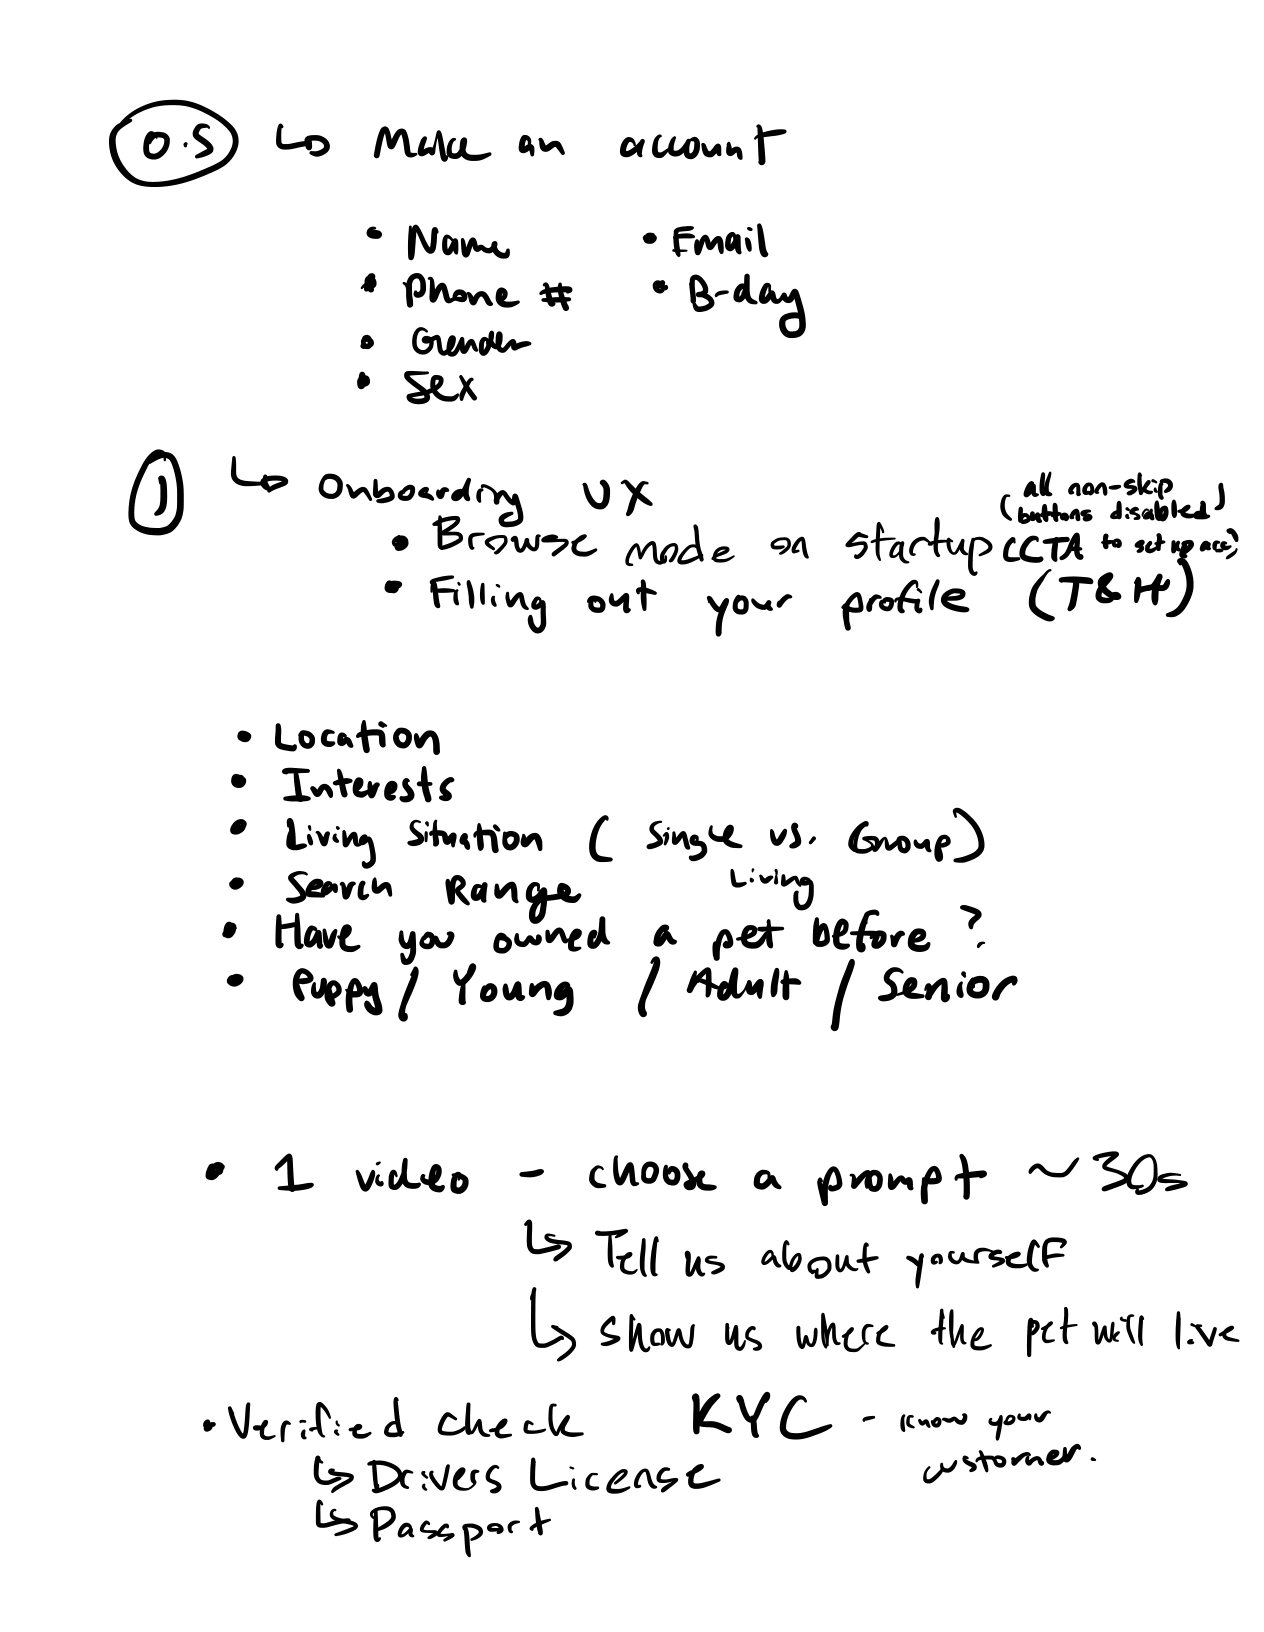 0.5 ↳ Make an account
• Name • Email
• Phone # • B-day
• Gender
• Sex
1) ↳ Onboarding UX
• Browse mode on startup (all non-skip
buttons disabled)
(CTA to set up acc)
• Filling out your profile (T&H)
• Location
• Interests
• Living Situation (Single vs. Group)
Living
• Search Range
• Have you owned a pet before?
• Puppy / Young / Adult / Senior
• 1 video - choose a prompt ~30s
↳ Tell us about yourself
↳ Show us where the pet will live
• Verified check KYC - know your
customer.
↳ Drivers License
↳ Passport